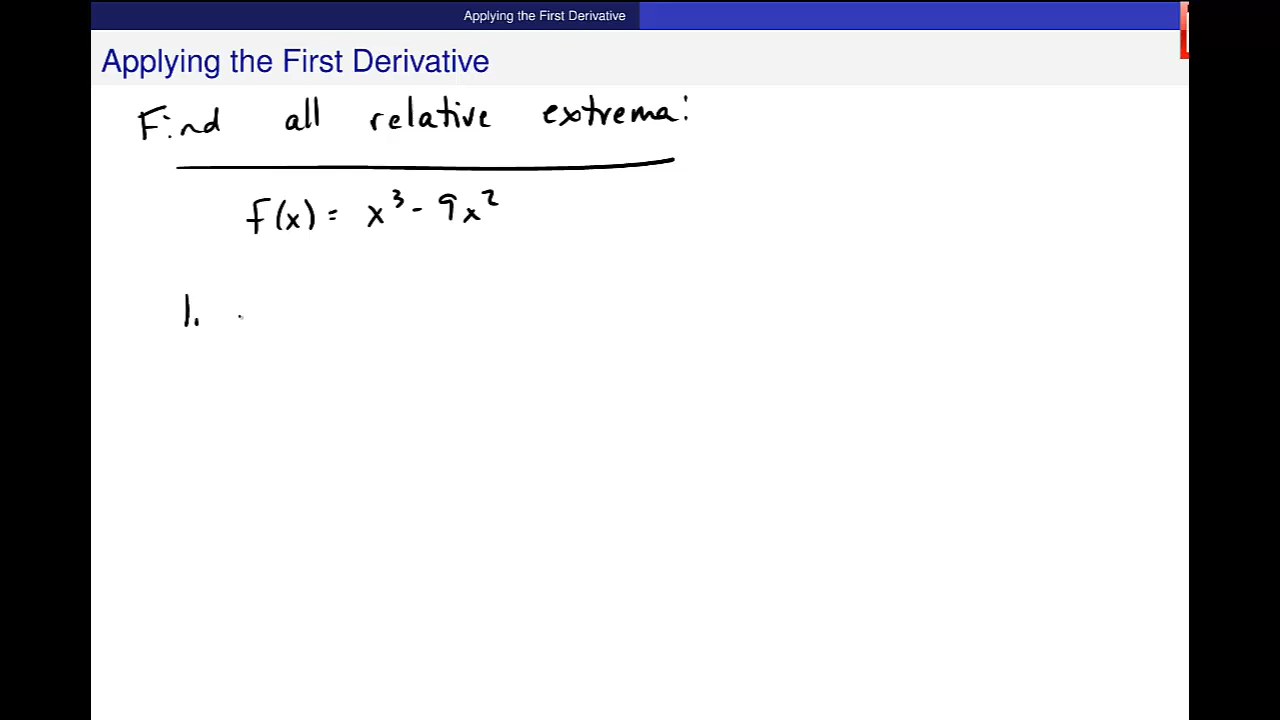 Applying the First Derivative
Applying the First Derivative
Find all relative extrema:
f(x) = x³ - 9x²
1.